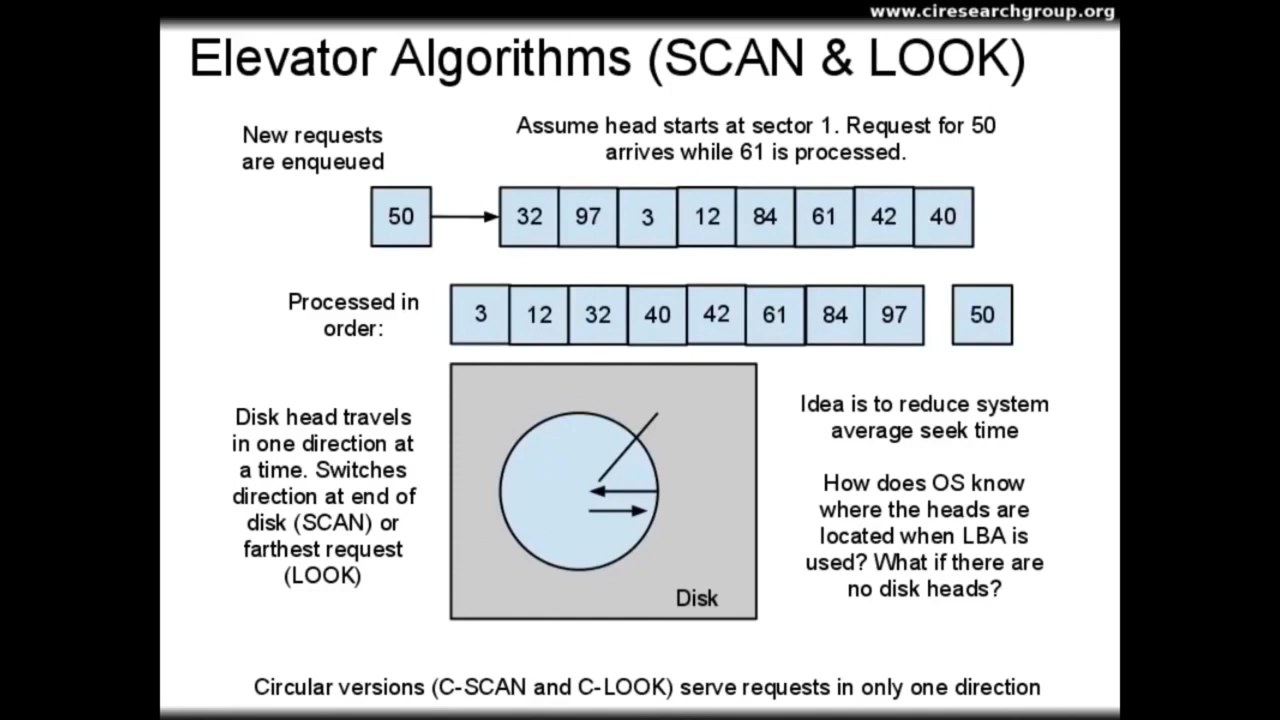 www.ciresearchgroup.org
Elevator Algorithms (SCAN & LOOK)
New requests
are enqueued
Assume head starts at sector 1. Request for 50
arrives while 61 is processed.
50 32 97 3 12 84 61 42 40
Processed in
order:
3 12 32 40 42 61 84 97 50
Disk head travels
in one direction at
a time. Switches
direction at end of
disk (SCAN) or
farthest request
(LOOK)
Disk
Idea is to reduce system
average seek time
How does OS know
where the heads are
located when LBA is
used? What if there are
no disk heads?
Circular versions (C-SCAN and C-LOOK) serve requests in only one direction